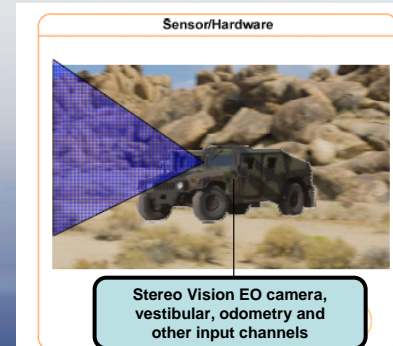 Sensor/Hardware
Stereo Vision EO camera,
vestibular, odometry and
other input channels